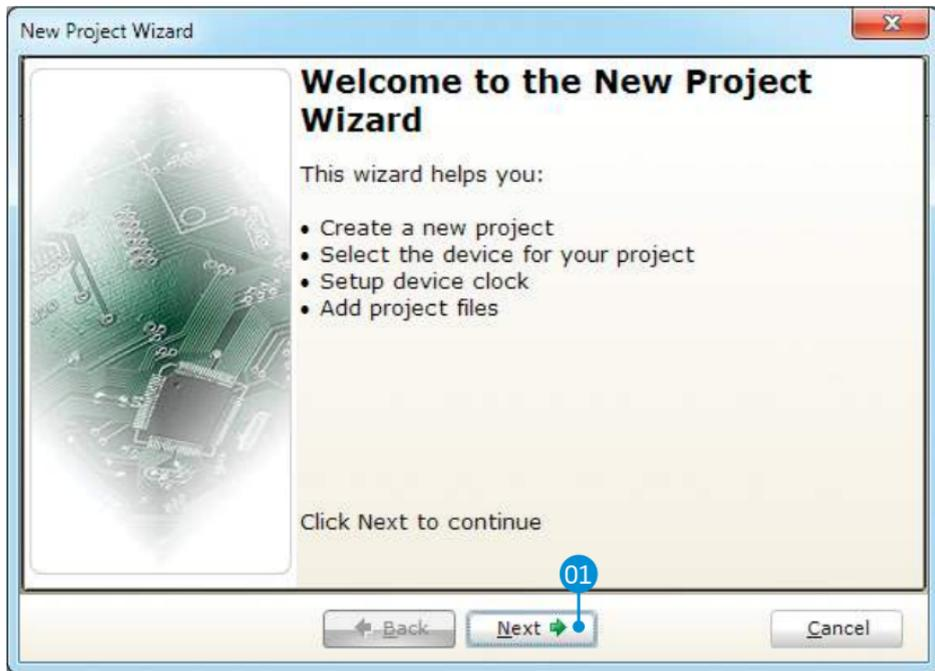 New Project Wizard
Welcome to the New Project
Wizard
This wizard helps you:
• Create a new project
• Select the device for your project
• Setup device clock
• Add project files
Click Next to continue
01
Back
Next
Cancel